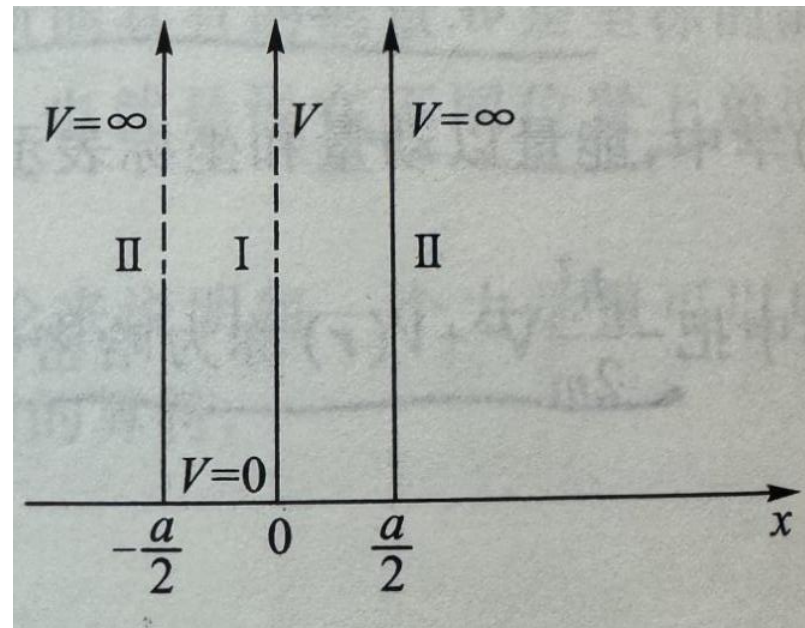 V=∞ V V=∞
II I II
V=0
-a/2 0 a/2 x